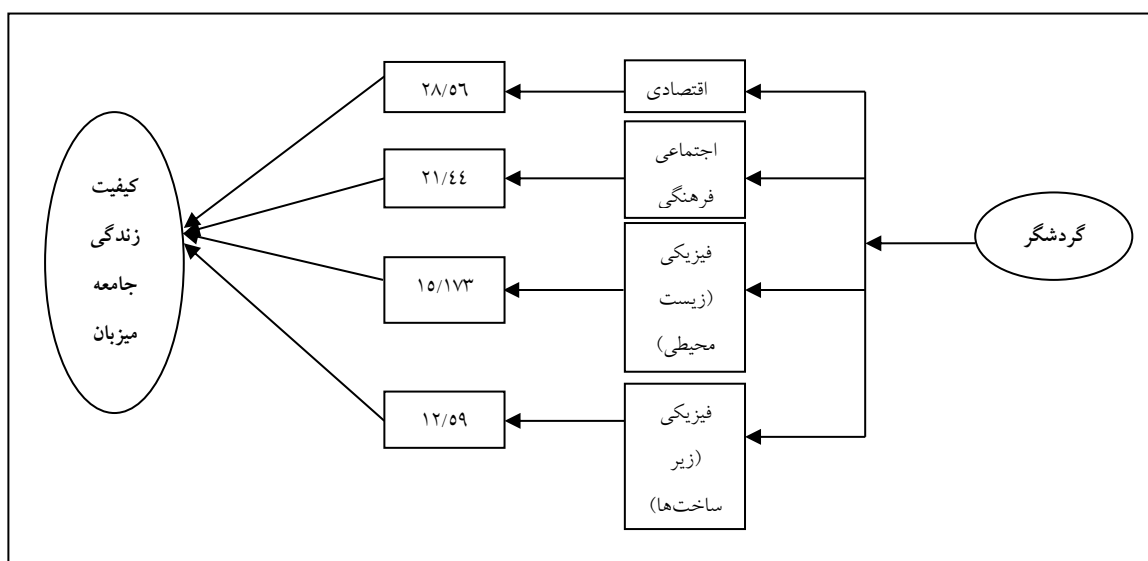 گردشگر
اقتصادی
اجتماعی
فرهنگی
فیزیکی
(زیست
محیطی)
فیزیکی
(زیر
ساخت‌ها)
۲۸/۵۶
۲۱/٤٤
۱۵/۱۷۳
۱۲/۵۹
کیفیت
زندگی
جامعه
میزبان